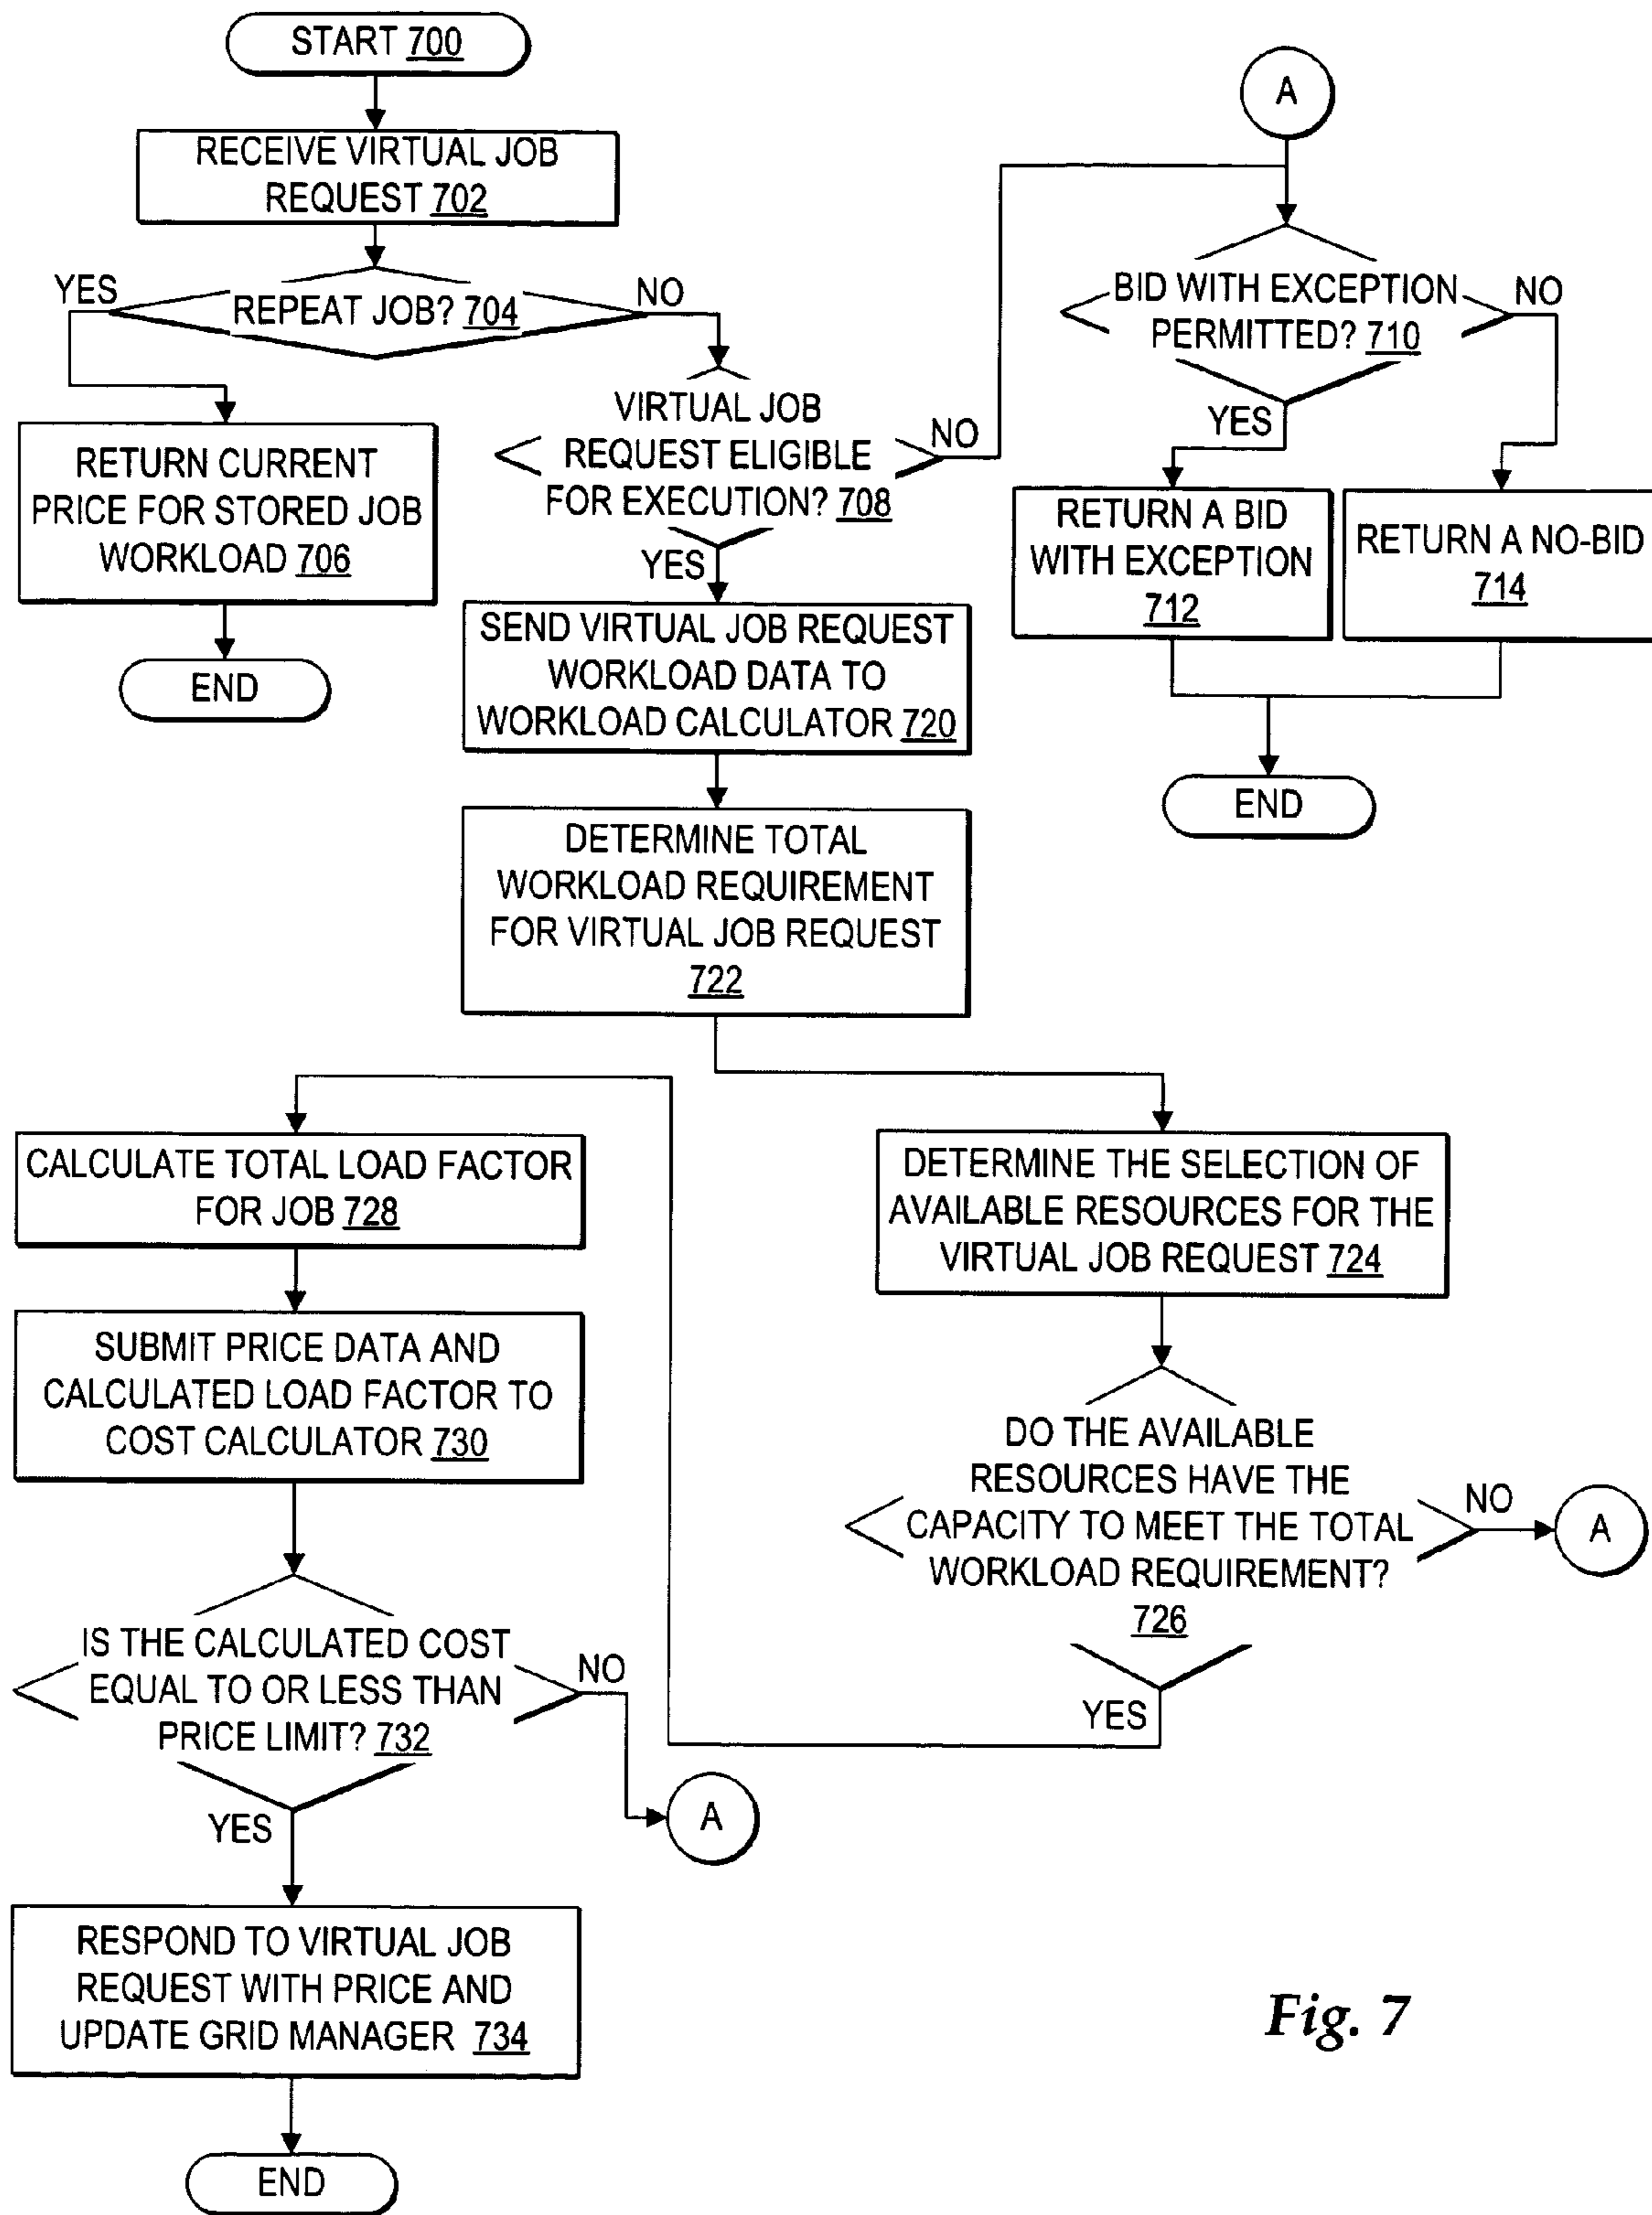 START 700
RECEIVE VIRTUAL JOB
REQUEST 702
YES
REPEAT JOB? 704
NO
RETURN CURRENT
PRICE FOR STORED JOB
WORKLOAD 706
END
VIRTUAL JOB
REQUEST ELIGIBLE
FOR EXECUTION? 708
NO
YES
A
BID WITH EXCEPTION
PERMITTED? 710
NO
YES
RETURN A BID
WITH EXCEPTION
712
RETURN A NO-BID
714
END
SEND VIRTUAL JOB REQUEST
WORKLOAD DATA TO
WORKLOAD CALCULATOR 720
DETERMINE TOTAL
WORKLOAD REQUIREMENT
FOR VIRTUAL JOB REQUEST
722
DETERMINE THE SELECTION OF
AVAILABLE RESOURCES FOR THE
VIRTUAL JOB REQUEST 724
DO THE AVAILABLE
RESOURCES HAVE THE
CAPACITY TO MEET THE TOTAL
WORKLOAD REQUIREMENT?
726
NO
A
YES
CALCULATE TOTAL LOAD FACTOR
FOR JOB 728
SUBMIT PRICE DATA AND
CALCULATED LOAD FACTOR TO
COST CALCULATOR 730
IS THE CALCULATED COST
EQUAL TO OR LESS THAN
PRICE LIMIT? 732
NO
A
YES
RESPOND TO VIRTUAL JOB
REQUEST WITH PRICE AND
UPDATE GRID MANAGER 734
END
Fig. 7